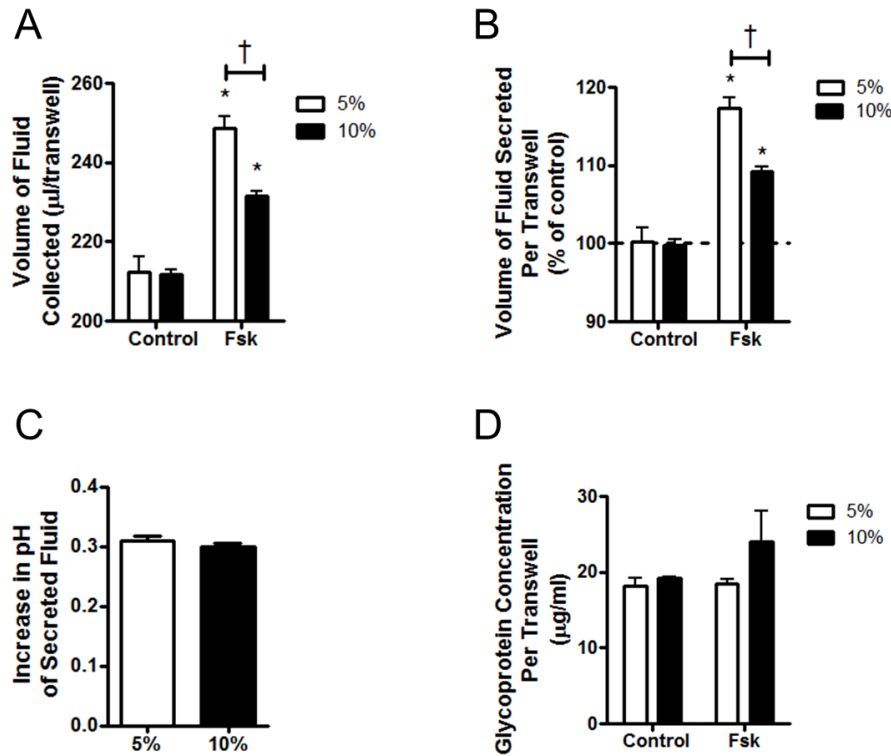 A
Volume of Fluid
Collected (μJ/transwell)
260
240
220
200
†
*
*
5%
10%
Control
Fsk
B
Volume of Fluid Secreted
Per Transwell
(% of control)
120
110
100
90
†
*
*
5%
10%
Control
Fsk
C
Increase in pH
of Secreted Fluid
0.4
0.3
0.2
0.1
0.0
5%
10%
D
Glycoprotein Concentration
Per Transwell
(μg/ml)
30
20
10
0
5%
10%
Control
Fsk